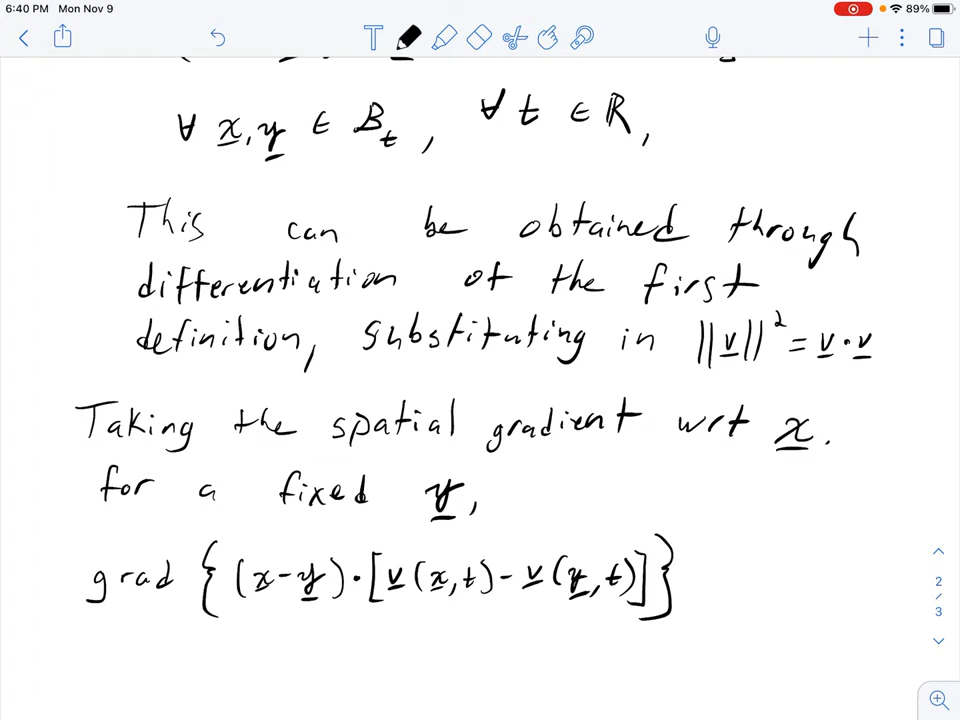 6:40 PM Mon Nov 9
89%
∀ x, y ∈ B_t, ∀ t ∈ ℝ,
This can be obtained through
differentiation of the first
definition, substituting in ||v||² = v · v
Taking the spatial gradient wrt x.
for a fixed y,
grad {(x-y)·[v(x,t)-v(y,t)]}
2
/
3